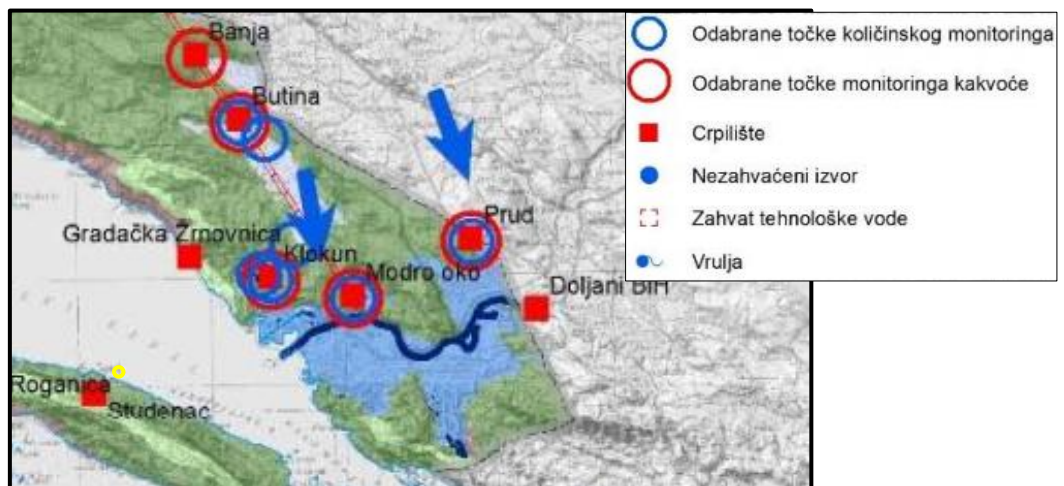 Banja
Butina
Gradačka Žrnovnica
Klokun
Modro oko
Prud
Doljani BiH
Roganica
Studenac
Odabrane točke količinskog monitoringa
Odabrane točke monitoringa kakvoće
Crpilište
Nezahvaćeni izvor
Zahvat tehnološke vode
Vrulja